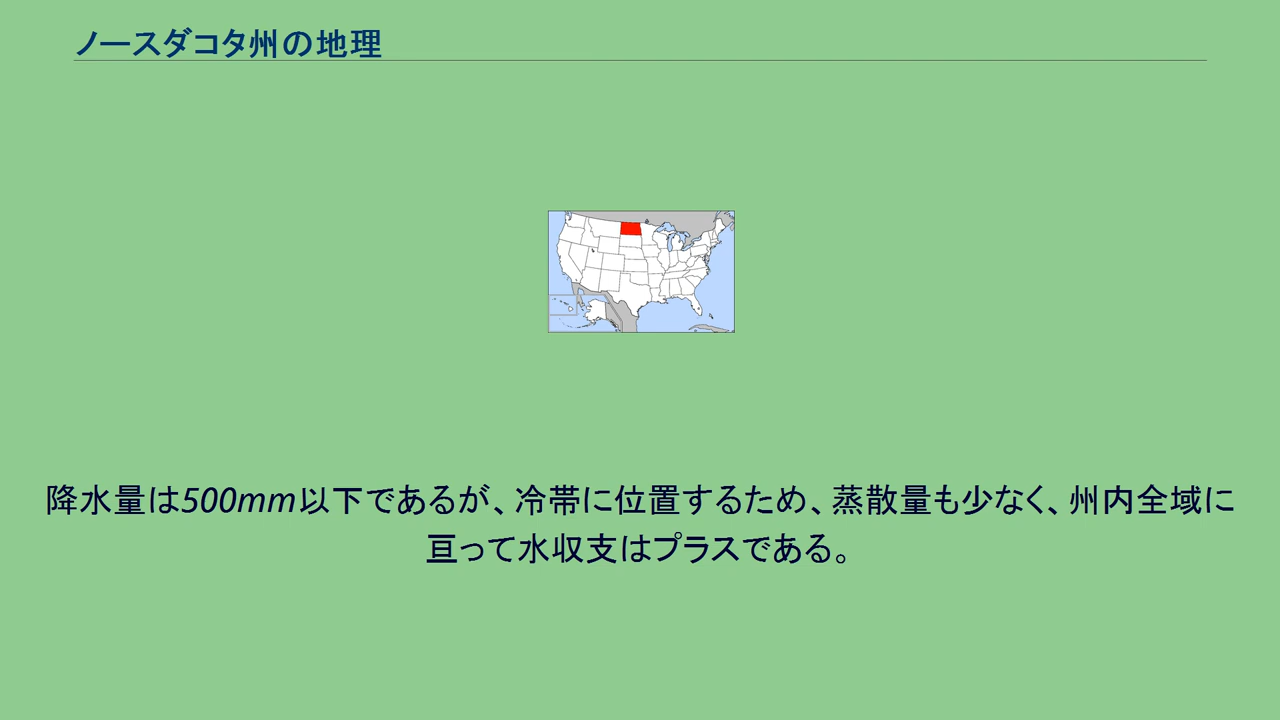 ノースダコタ州の地理
降水量は500mm以下であるが、冷帯に位置するため、蒸散量も少なく、州内全域に
亘って水収支はプラスである。